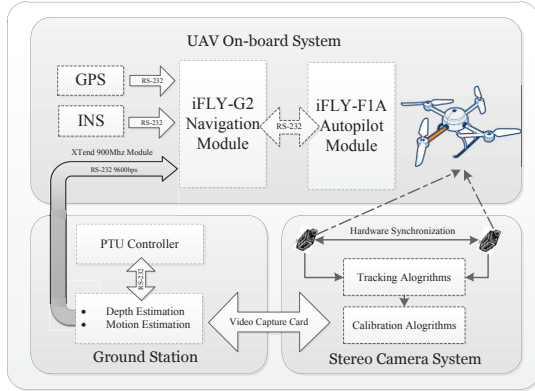 UAV On-board System
GPS
RS-232
INS
RS-232
iFLY-G2
Navigation
Module
RS-232
iFLY-F1A
Autopilot
Module
XTend 900Mhz Module
RS-232 9600bps
PTU Controller
RS-232
• Depth Estimation
• Motion Estimation
Ground Station
Video Capture Card
Hardware Synchronization
Tracking Alogrithms
Calibration Alogrithms
Stereo Camera System